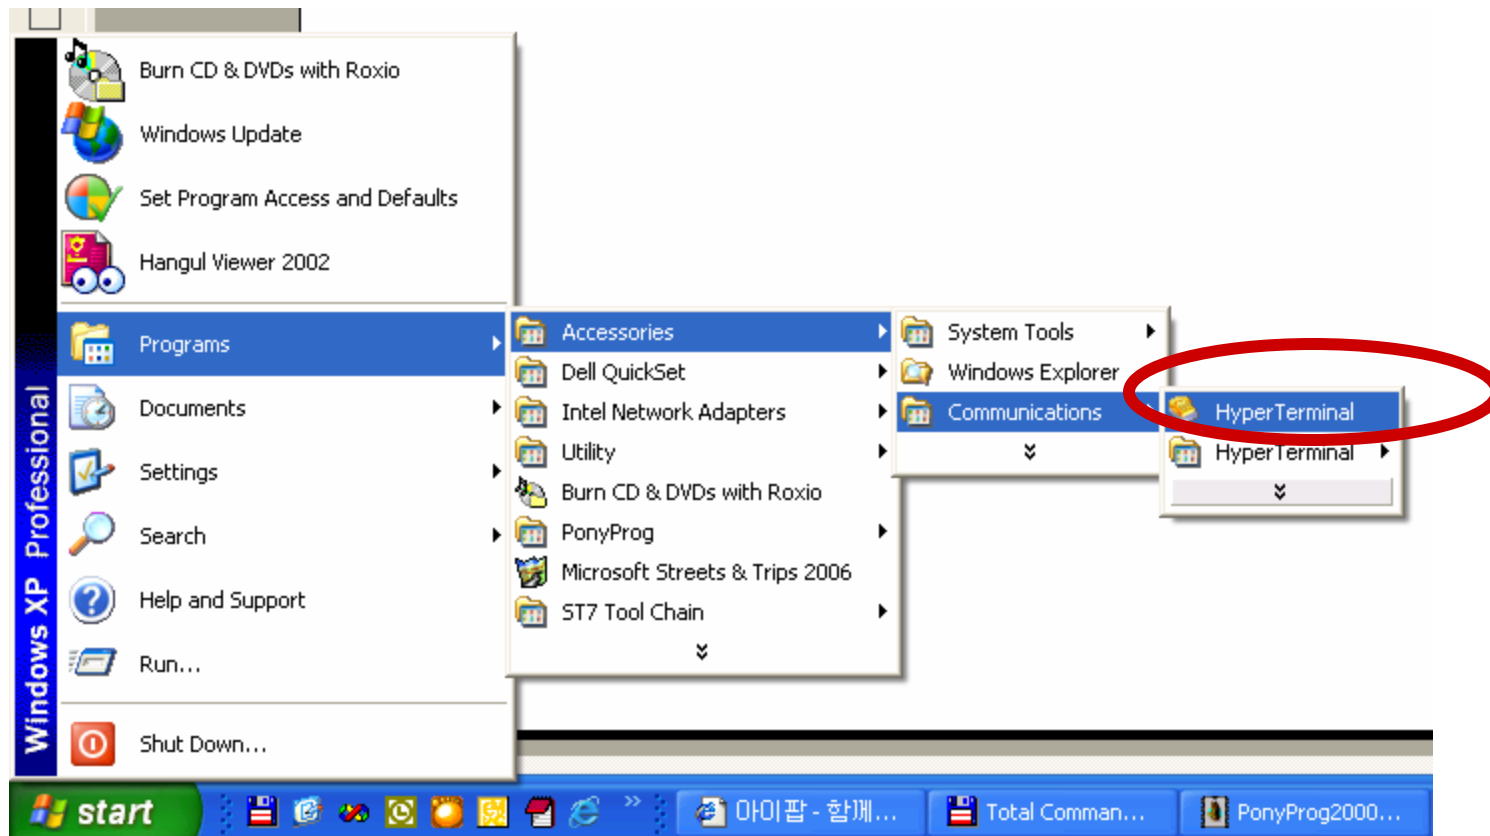 Burn CD & DVDs with Roxio
Windows Update
Set Program Access and Defaults
Hangul Viewer 2002
Programs
Documents
Settings
Search
Help and Support
Run...
Shut Down...
Windows XP Professional
Accessories
Dell QuickSet
Intel Network Adapters
Utility
Burn CD & DVDs with Roxio
PonyProg
Microsoft Streets & Trips 2006
ST7 Tool Chain
System Tools
Windows Explorer
Communications
HyperTerminal
HyperTerminal
start
아이팝 - 함께...
Total Comman...
PonyProg2000...